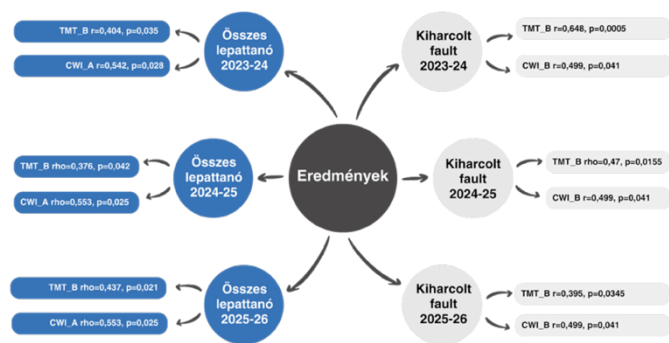 TMT_B r=0,404, p=0,035
CWI_A r=0,542, p=0,028
Összes
lepattanó
2023-24
Kiharcolt
fault
2023-24
TMT_B r=0,648, p=0,0005
CWI_B r=0,499, p=0,041
TMT_B rho=0,376, p=0,042
CWI_A rho=0,553, p=0,025
Összes
lepattanó
2024-25
Eredmények
Kiharcolt
fault
2024-25
TMT_B r=0,47, p=0,0155
CWI_B r=0,499, p=0,041
TMT_B rho=0,437, p=0,021
CWI_A rho=0,553, p=0,025
Összes
lepattanó
2025-26
Kiharcolt
fault
2025-26
TMT_B r=0,395, p=0,0345
CWI_B r=0,499, p=0,041